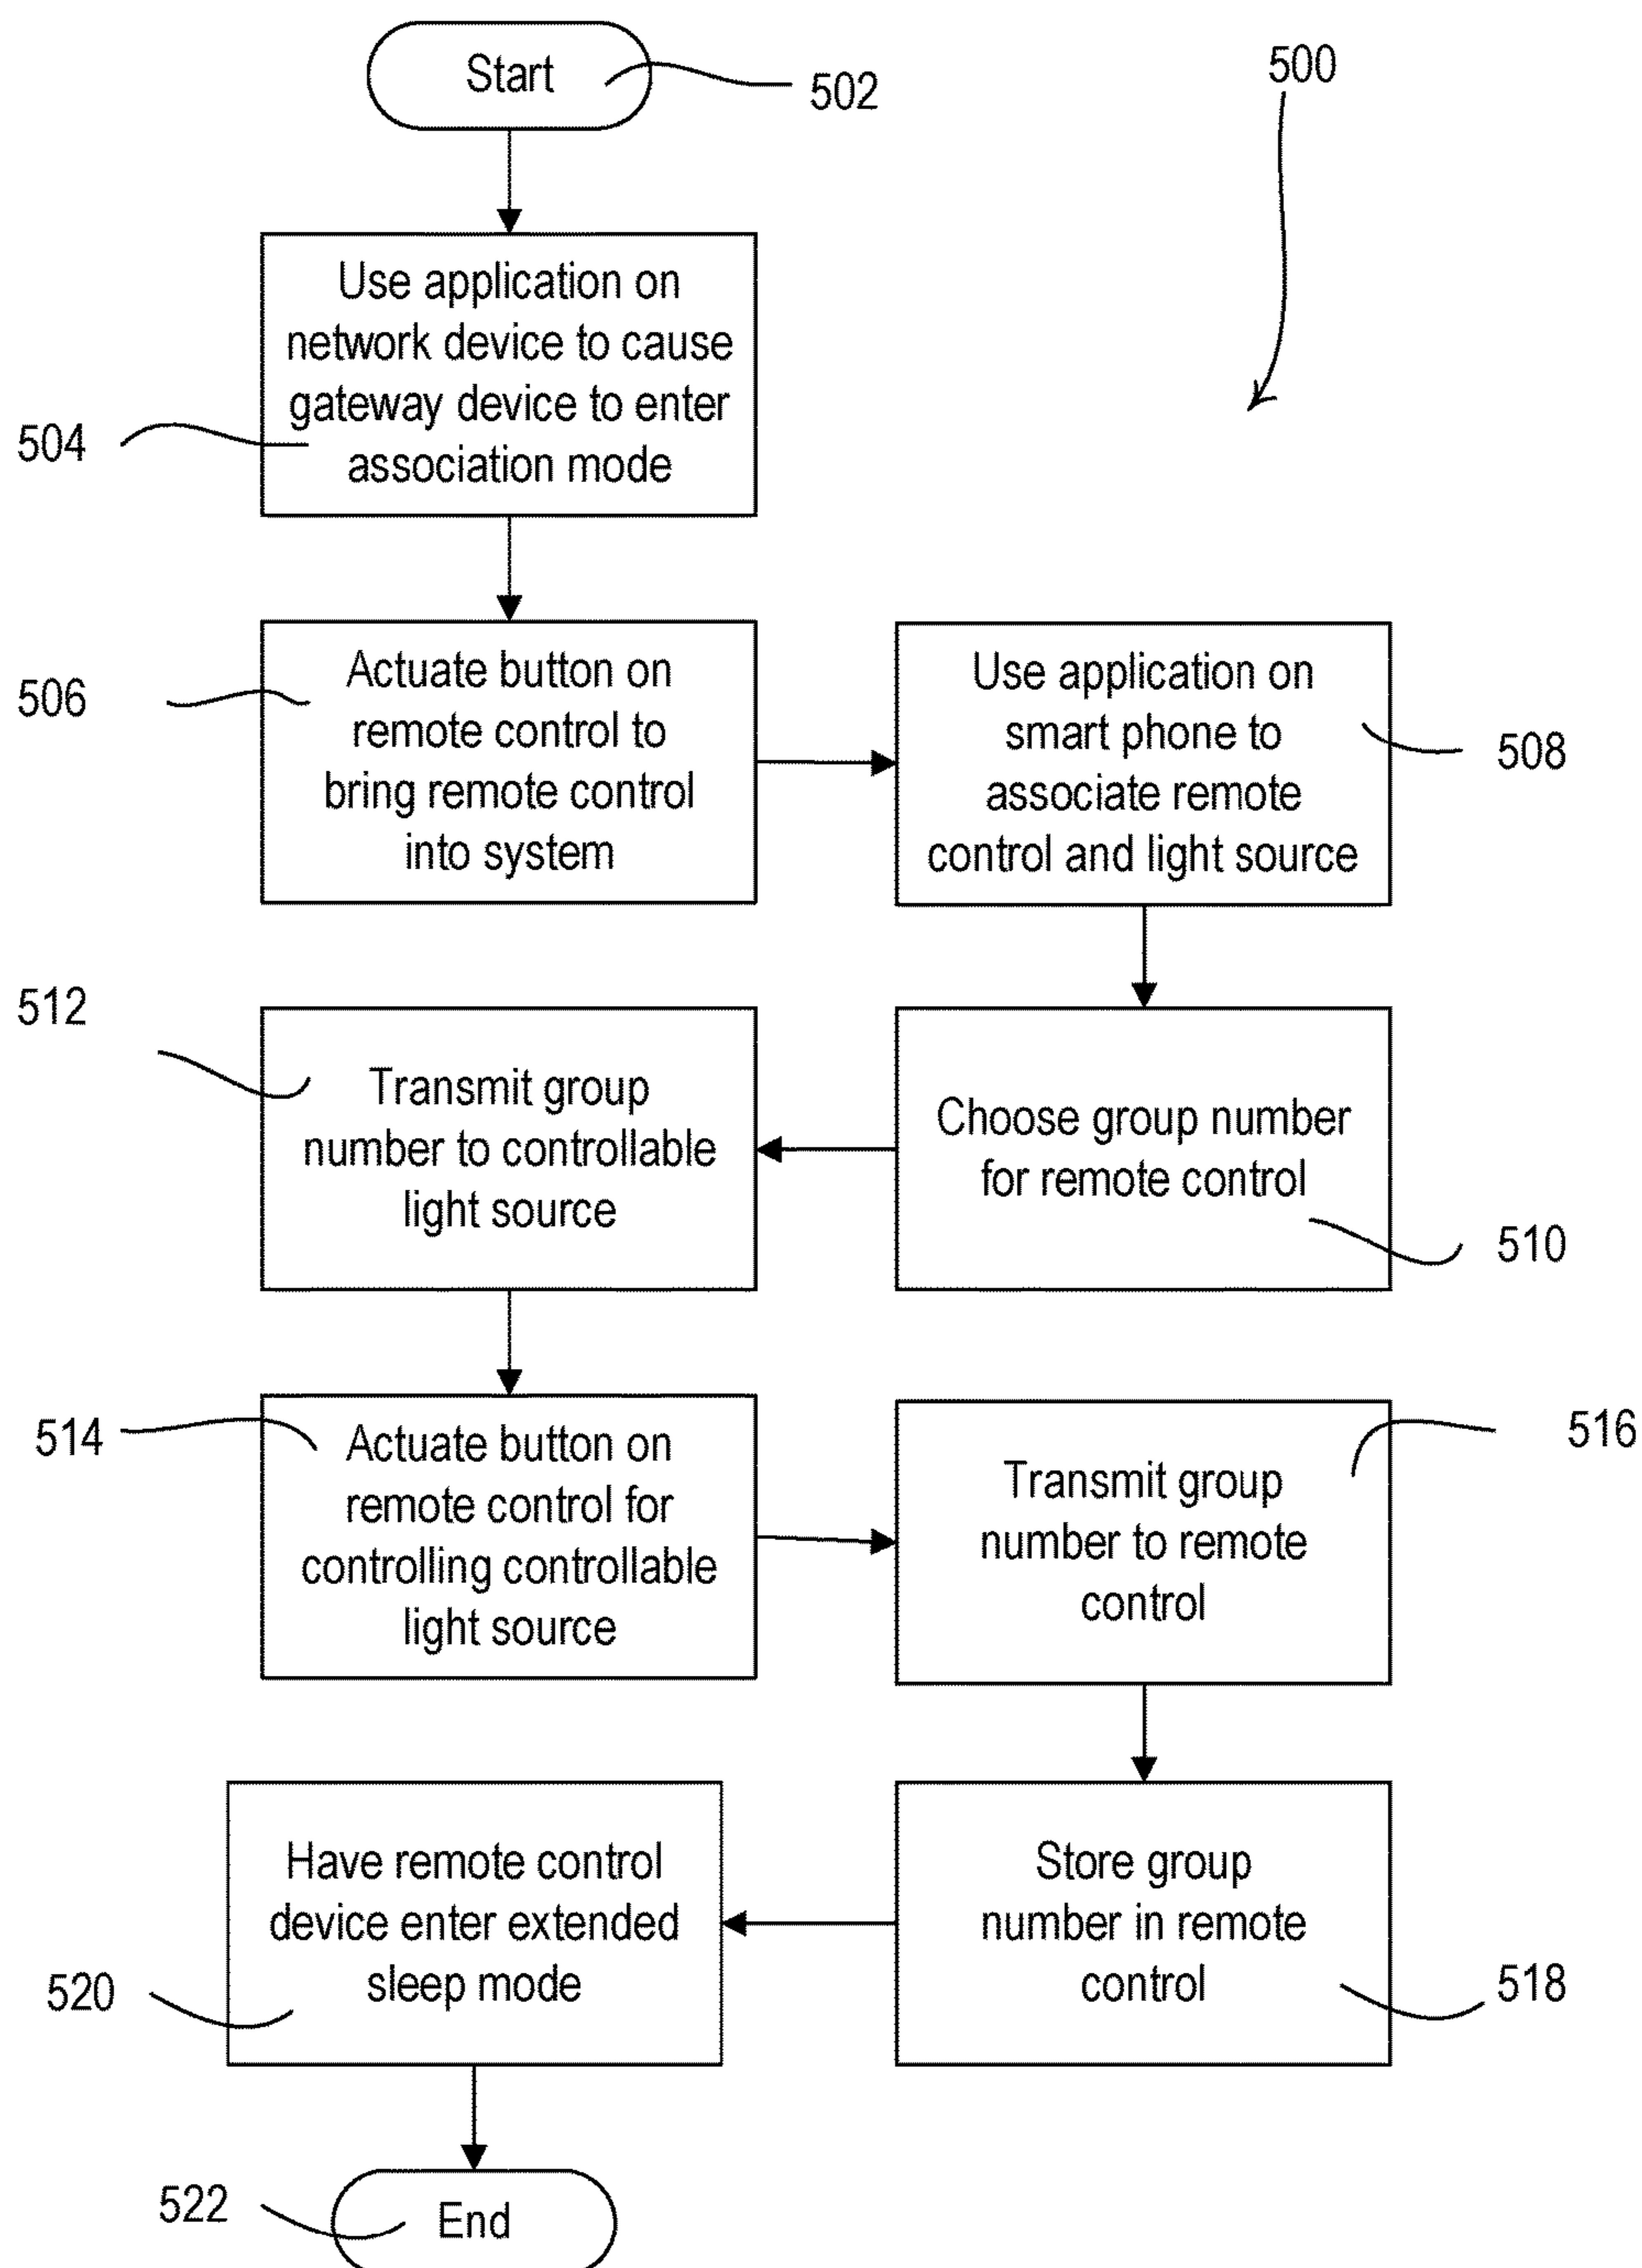 Start
502
500
Use application on
network device to cause
gateway device to enter
association mode
504
Actuate button on
remote control to
bring remote control
into system
506
Use application on
smart phone to
associate remote
control and light source
508
Choose group number
for remote control
510
512
Transmit group
number to controllable
light source
514
Actuate button on
remote control for
controlling controllable
light source
516
Transmit group
number to remote
control
Store group
number in remote
control
518
Have remote control
device enter extended
sleep mode
520
522
End